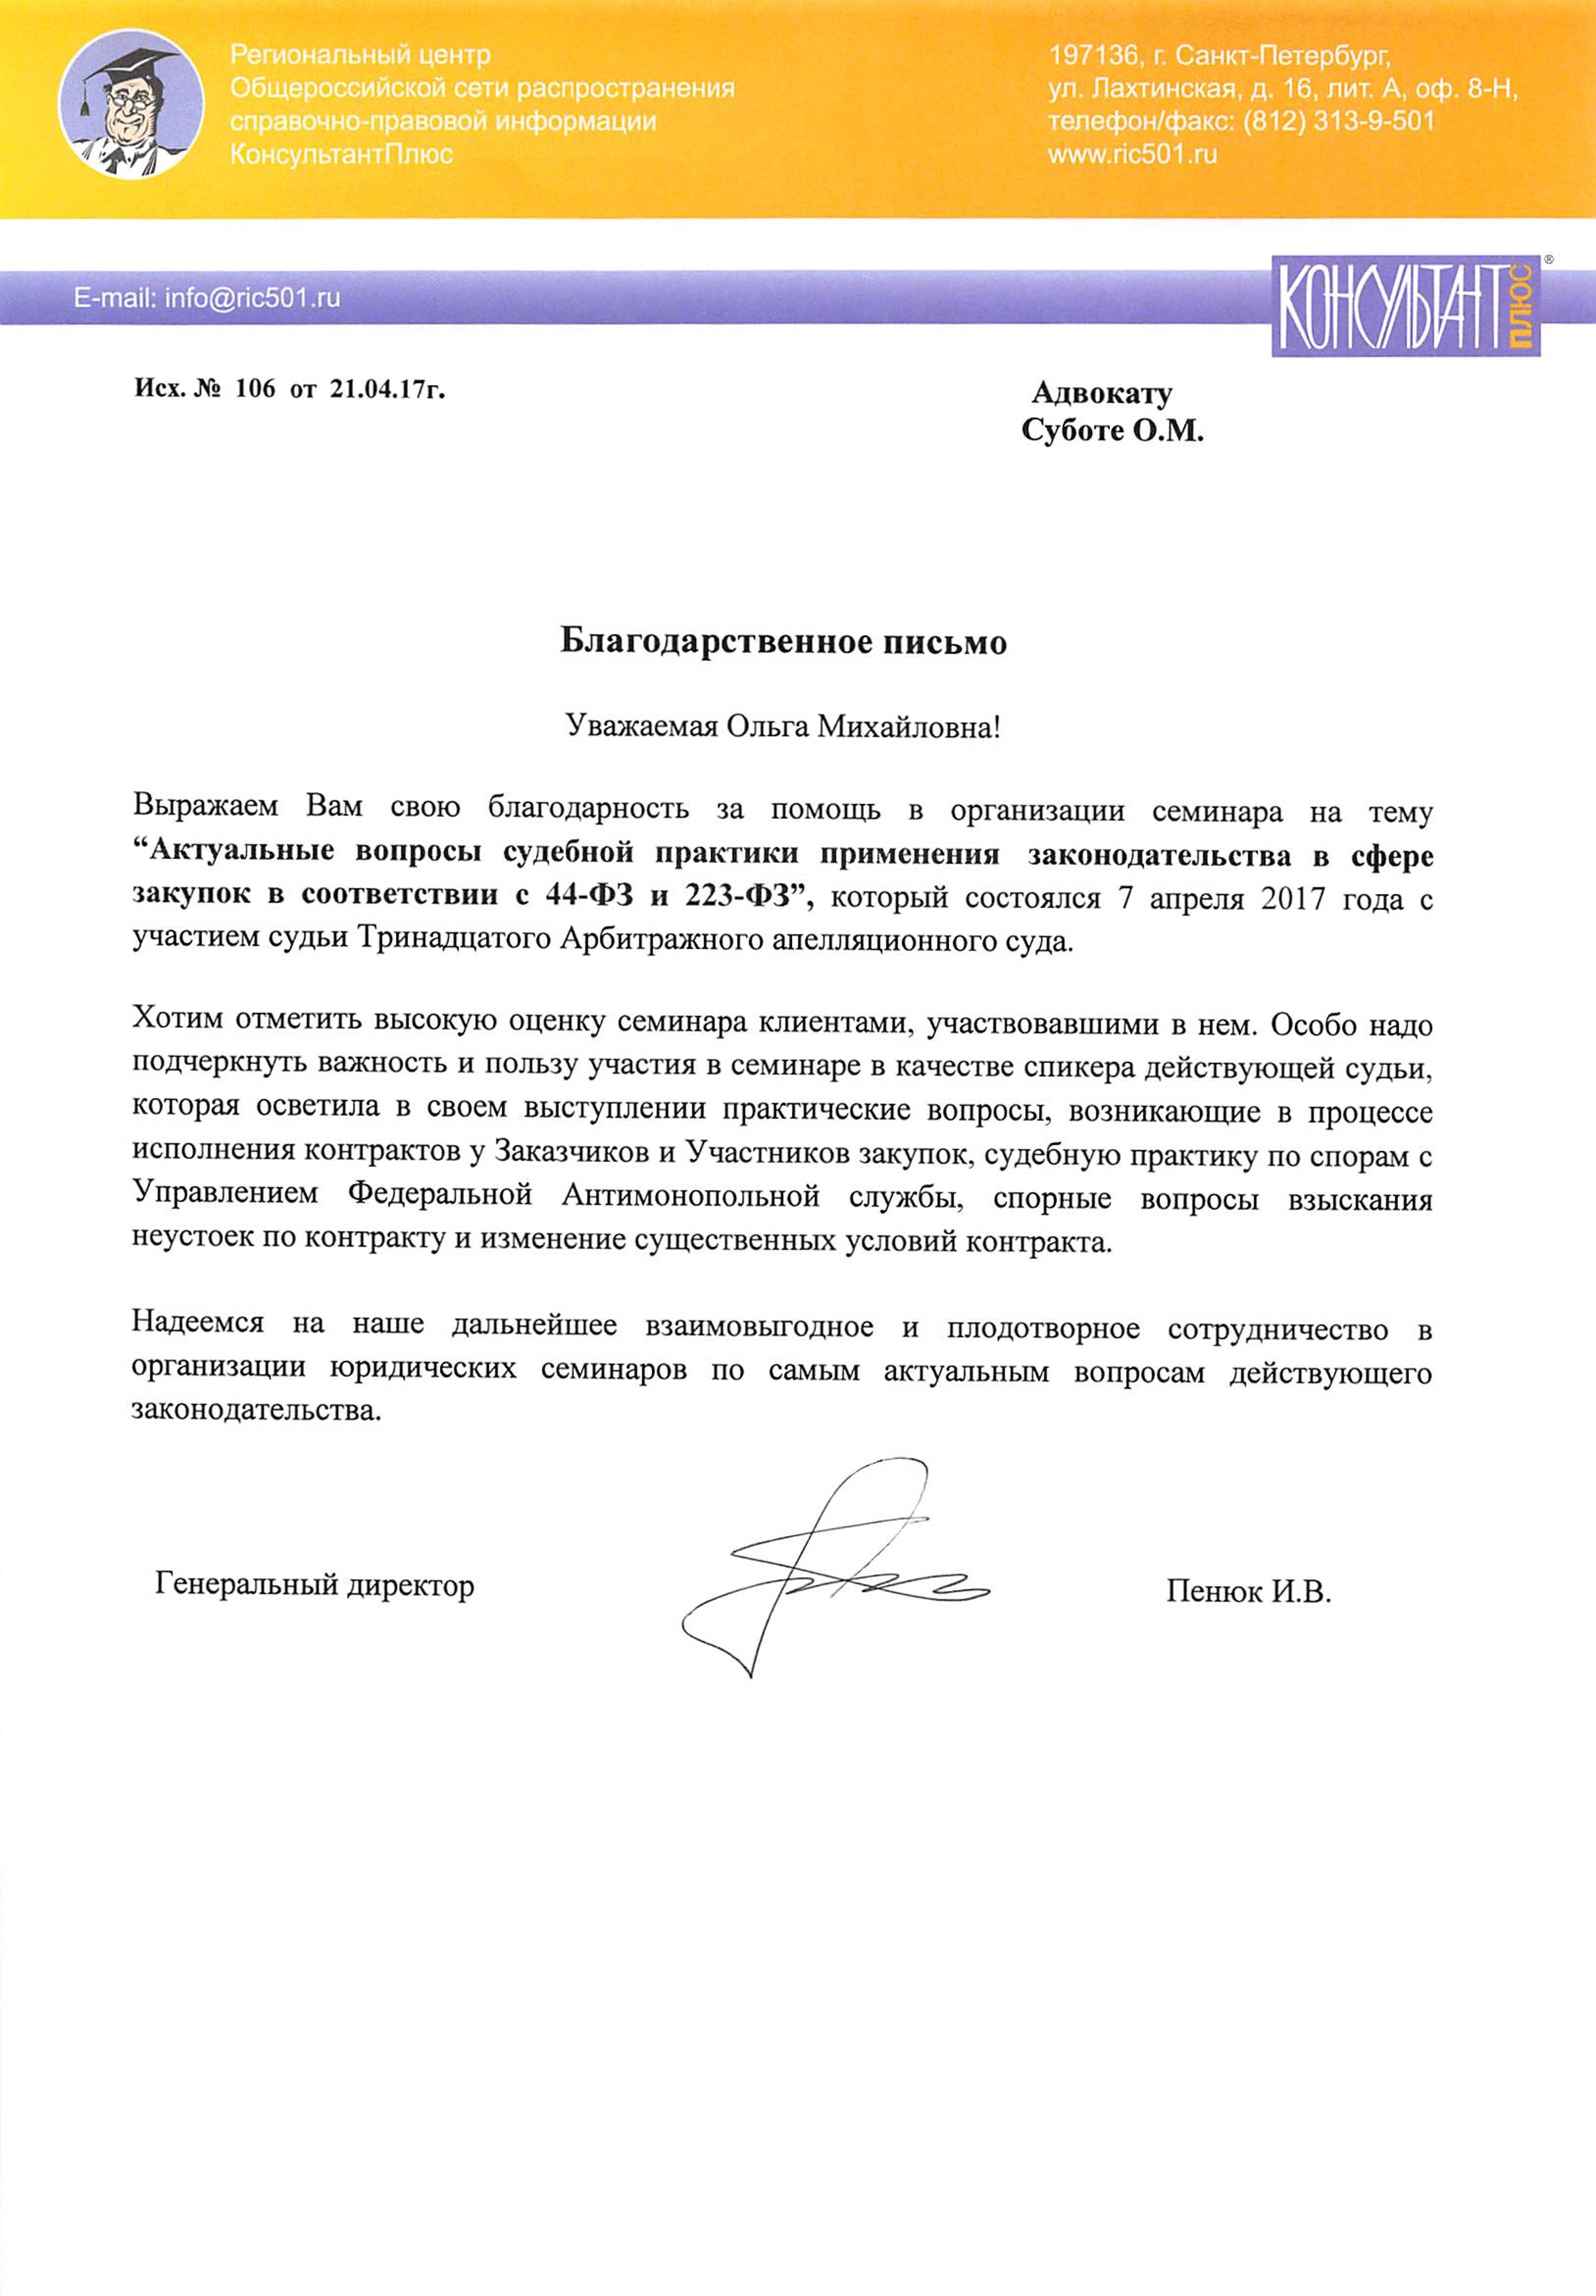 Региональный центр
Общероссийской сети распространения
справочно-правовой информации
КонсультантПлюс
197136, г. Санкт-Петербург,
ул. Лахтинская, д. 16, лит. А, оф. 8-Н,
телефон/факс: (812) 313-9-501
www.ric501.ru
E-mail: info@ric501.ru
КОНСУЛЬТАНТ ПЛЮС ®
Исх. № 106 от 21.04.17г.
Адвокату
Суботе О.М.
Благодарственное письмо
Уважаемая Ольга Михайловна!
Выражаем Вам свою благодарность за помощь в организации семинара на тему
“Актуальные вопросы судебной практики применения законодательства в сфере
закупок в соответствии с 44-ФЗ и 223-ФЗ”, который состоялся 7 апреля 2017 года с
участием судьи Тринадцатого Арбитражного апелляционного суда.
Хотим отметить высокую оценку семинара клиентами, участвовавшими в нем. Особо надо
подчеркнуть важность и пользу участия в семинаре в качестве спикера действующей судьи,
которая осветила в своем выступлении практические вопросы, возникающие в процессе
исполнения контрактов у Заказчиков и Участников закупок, судебную практику по спорам с
Управлением Федеральной Антимонопольной службы, спорные вопросы взыскания
неустоек по контракту и изменение существенных условий контракта.
Надеемся на наше дальнейшее взаимовыгодное и плодотворное сотрудничество в
организации юридических семинаров по самым актуальным вопросам действующего
законодательства.
Генеральный директор
Пенюк И.В.